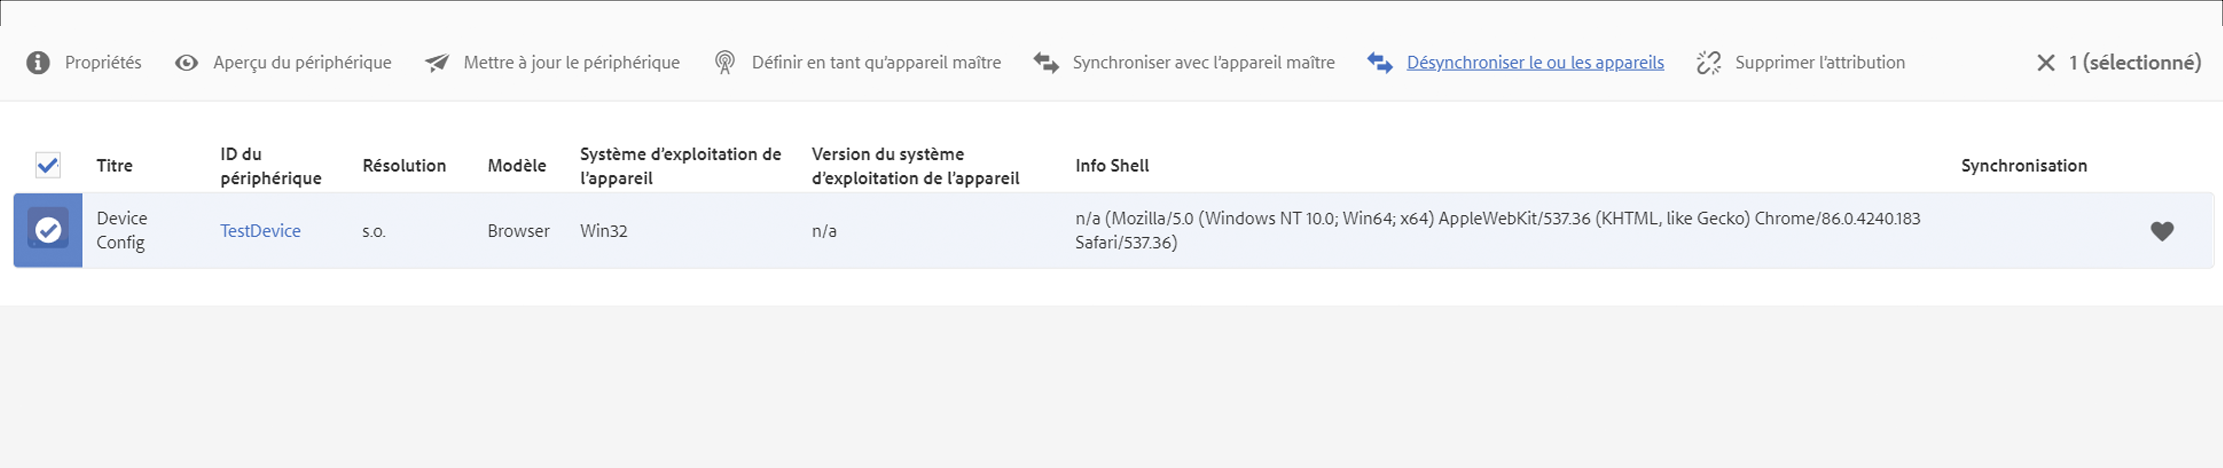 Propriétés Aperçu du périphérique Mettre à jour le périphérique Définir en tant qu’appareil maître Synchroniser avec l’appareil maître Désynchroniser le ou les appareils Supprimer l’attribution 1 (sélectionné)
Titre
ID du
périphérique
Résolution
Modèle
Système d’exploitation de
l’appareil
Version du système
d’exploitation de l’appareil
Info Shell
Synchronisation
Device
Config
TestDevice
s.o.
Browser
Win32
n/a
n/a (Mozilla/5.0 (Windows NT 10.0; Win64; x64) AppleWebKit/537.36 (KHTML, like Gecko) Chrome/86.0.4240.183
Safari/537.36)